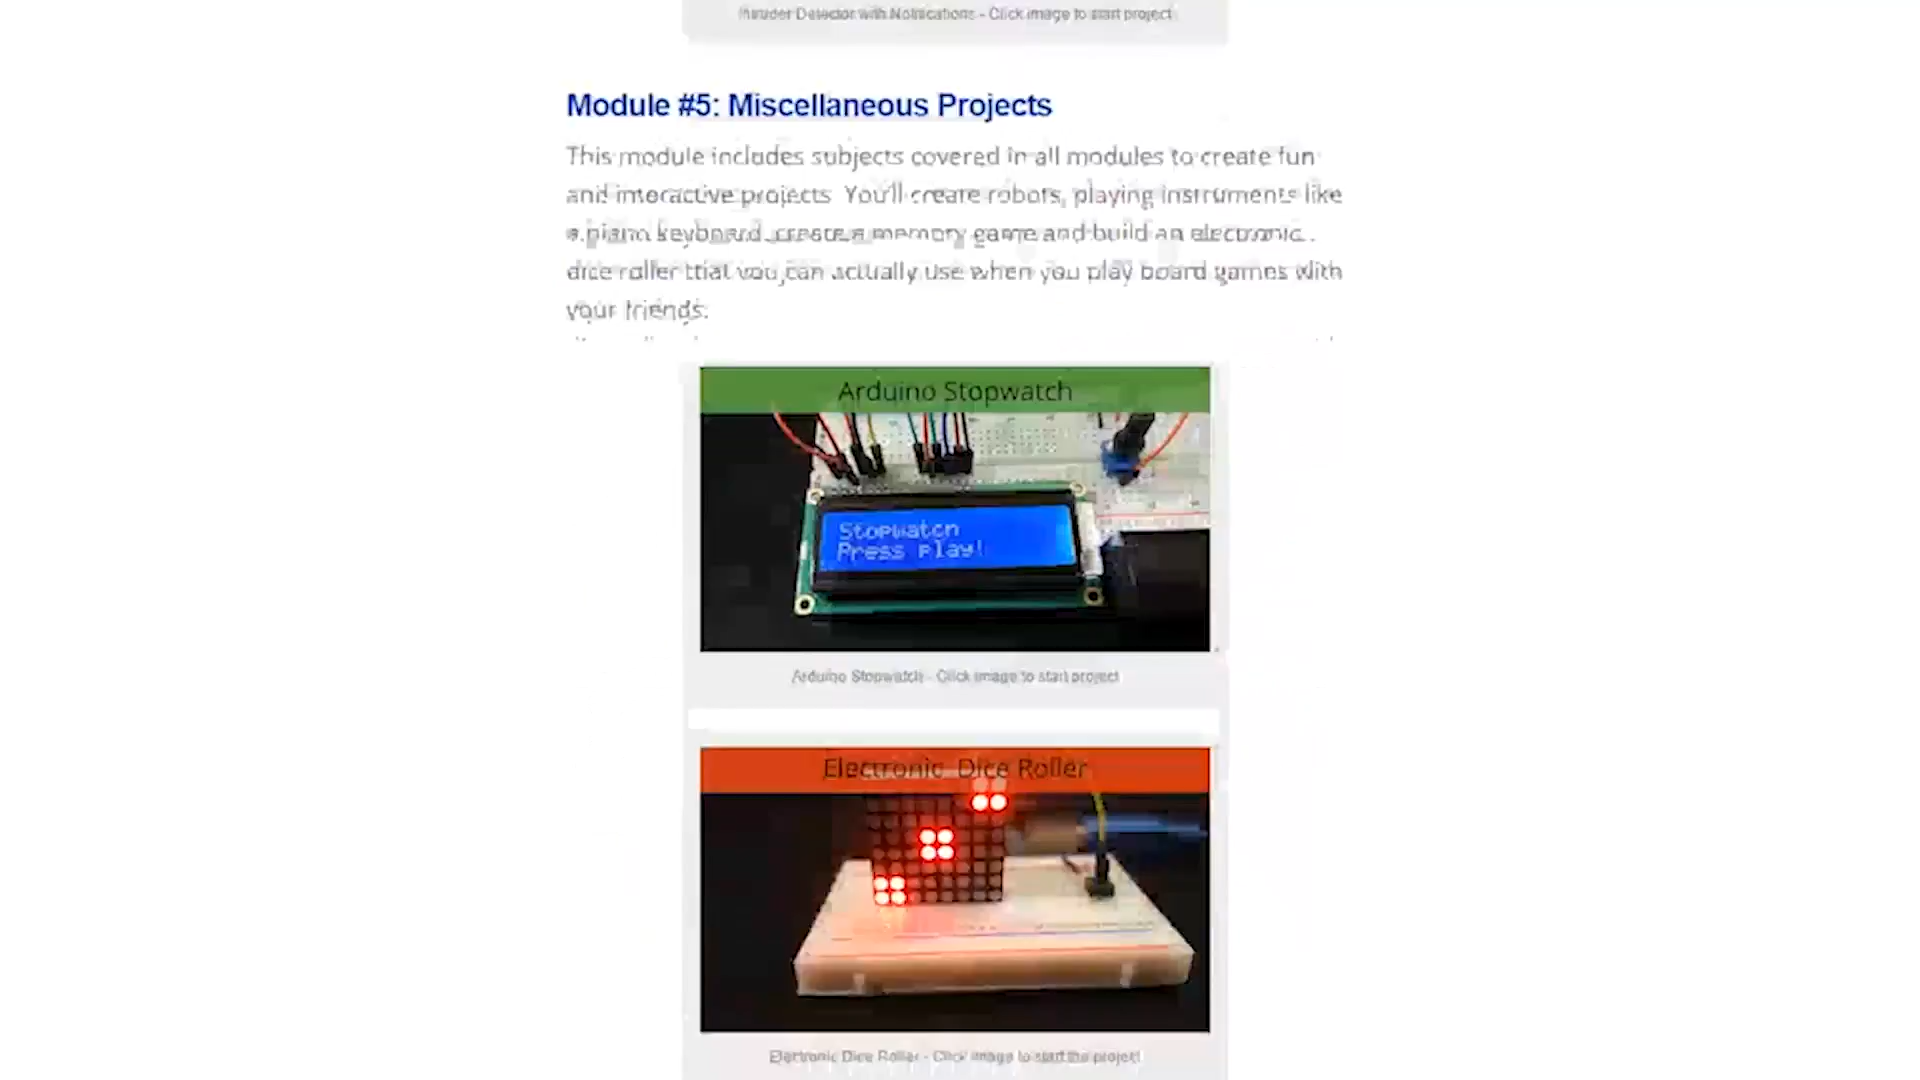 Intruder Detector with Notifications - Click image to start project
Module #5: Miscellaneous Projects
This module includes subjects covered in all modules to create fun
and interactive projects. You'll create robots, playing instruments like
a piano keyboard, create a memory game and build an electronic
dice roller that you can actually use when you play board games with
your friends.
Arduino Stopwatch
Stopwatch
Press play!
Arduino Stopwatch - Click image to start project
Electronic Dice Roller
Electronic Dice Roller - Click image to start the project